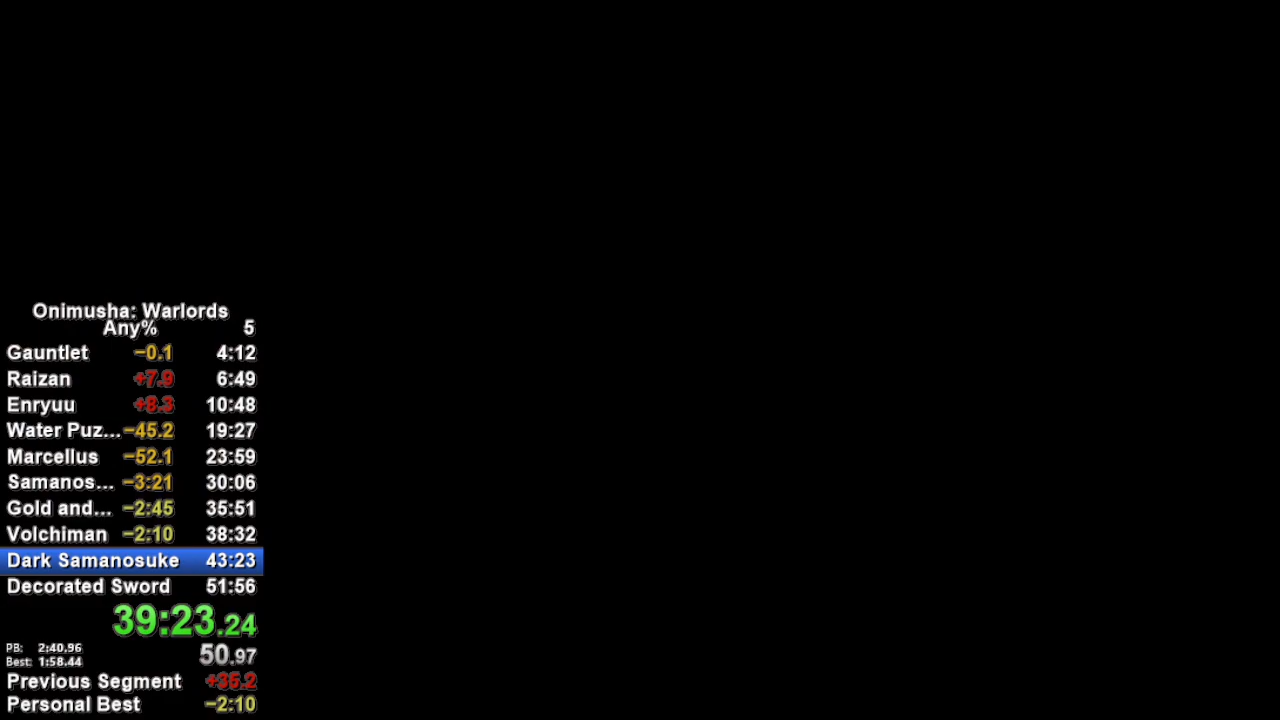 Onimusha: Warlords
Any% 5
Gauntlet −0.1 4:12
Raizan +7.9 6:49
Enryuu +8.3 10:48
Water Puz... −45.2 19:27
Marcellus −52.1 23:59
Samanos... −3:21 30:06
Gold and... −2:45 35:51
Volchiman −2:10 38:32
Dark Samanosuke 43:23
Decorated Sword 51:56
39:23.24
PB: 2:40.96
Best: 1:58.44
50.97
Previous Segment +35.2
Personal Best −2:10